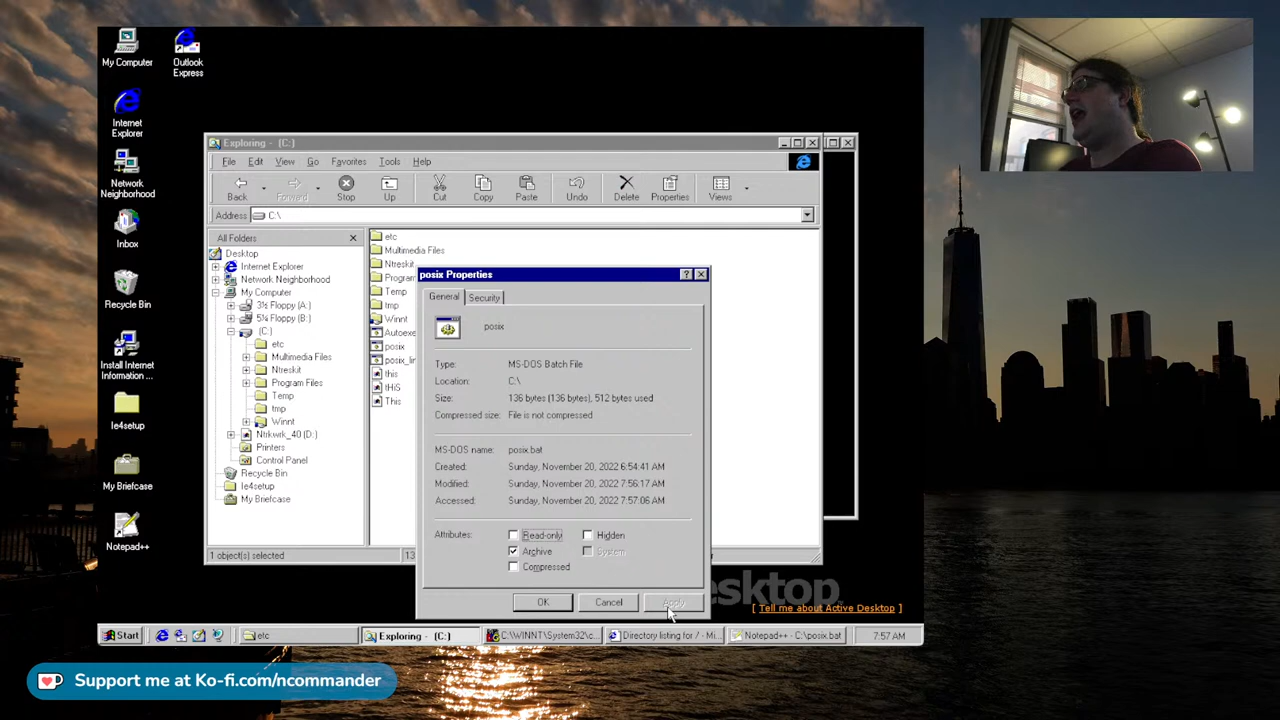 My Computer
Outlook
Express
Internet
Explorer
Network
Neighborhood
Inbox
Recycle Bin
Install Internet
Information ...
Ie4setup
My Briefcase
Notepad++
Exploring - (C:)
File Edit View Go Favorites Tools Help
Back Forward Stop Up Cut Copy Paste Undo Delete Properties Views
Address C:\
All Folders
Desktop
Internet Explorer
Network Neighborhood
My Computer
3½ Floppy (A:)
5¼ Floppy (B:)
(C:)
etc
Multimedia Files
Ntreskit
Program Files
Temp
tmp
Winnt
Ntrkwrk_40 (D:)
Printers
Control Panel
Recycle Bin
Ie4setup
My Briefcase
etc
Multimedia Files
Ntreskit
Program
Temp
tmp
Winnt
Autoexe
posix
posix_lin
this
tHiS
This
1 object(s) selected
13
posix Properties
General Security
posix
Type: MS-DOS Batch File
Location: C:\
Size: 136 bytes (136 bytes), 512 bytes used
Compressed size: File is not compressed
MS-DOS name: posix.bat
Created: Sunday, November 20, 2022 6:54:41 AM
Modified: Sunday, November 20, 2022 7:56:17 AM
Accessed: Sunday, November 20, 2022 7:57:06 AM
Attributes: Read-only Hidden
Archive System
Compressed
OK Cancel Apply
esktop
[ Tell me about Active Desktop ]
Start etc Exploring - (C:) C:\WINNT\System32\c... Directory listing for / - Mi... Notepad++ - C:\posix.bat 7:57 AM
Support me at Ko-fi.com/ncommander